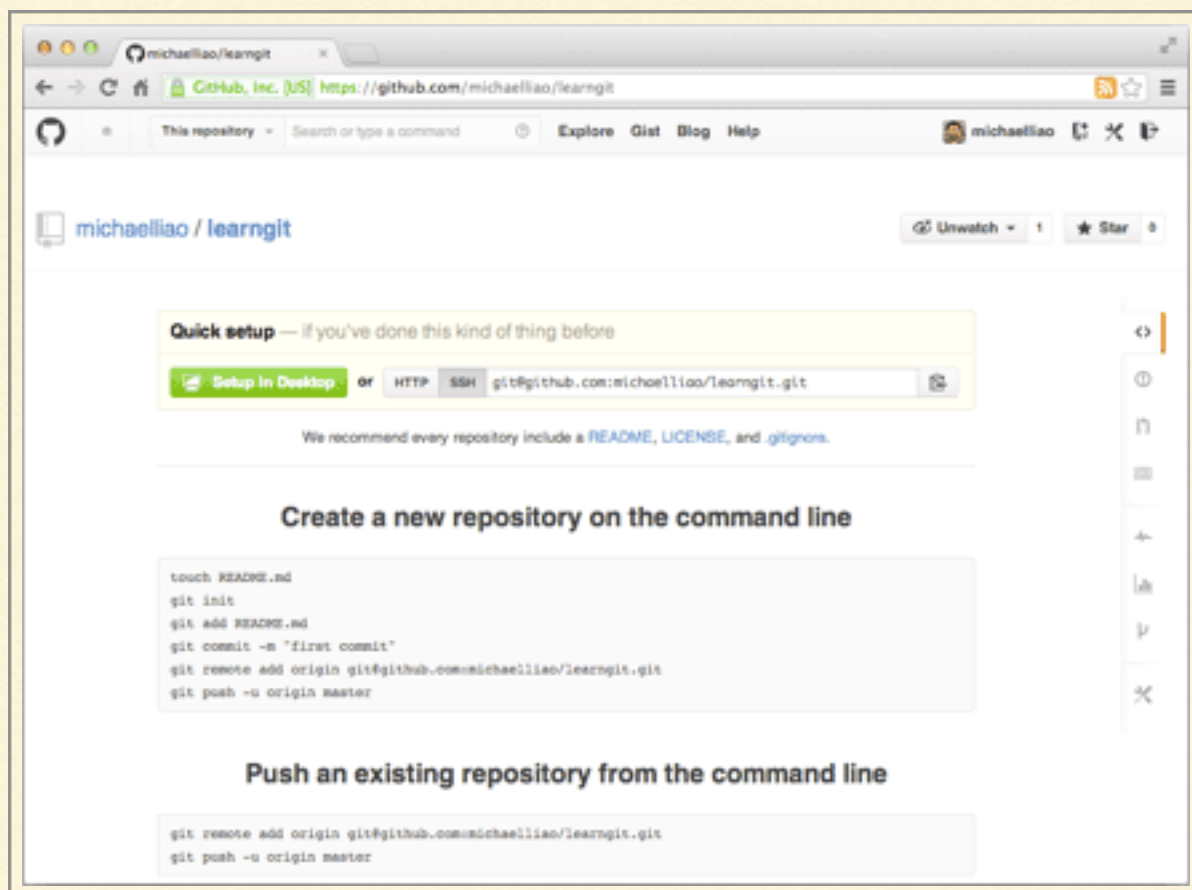 michaelliao/learngit
GitHub, Inc. [US] https://github.com/michaelliao/learngit
This repository Search or type a command Explore Gist Blog Help michaelliao
michaelliao / learngit Unwatch 1 Star 0
Quick setup — if you've done this kind of thing before
Setup in Desktop or HTTP SSH git@github.com:michaelliao/learngit.git
We recommend every repository include a README, LICENSE, and .gitignore.
Create a new repository on the command line
touch README.md
git init
git add README.md
git commit -m "first commit"
git remote add origin git@github.com:michaelliao/learngit.git
git push -u origin master
Push an existing repository from the command line
git remote add origin git@github.com:michaelliao/learngit.git
git push -u origin master